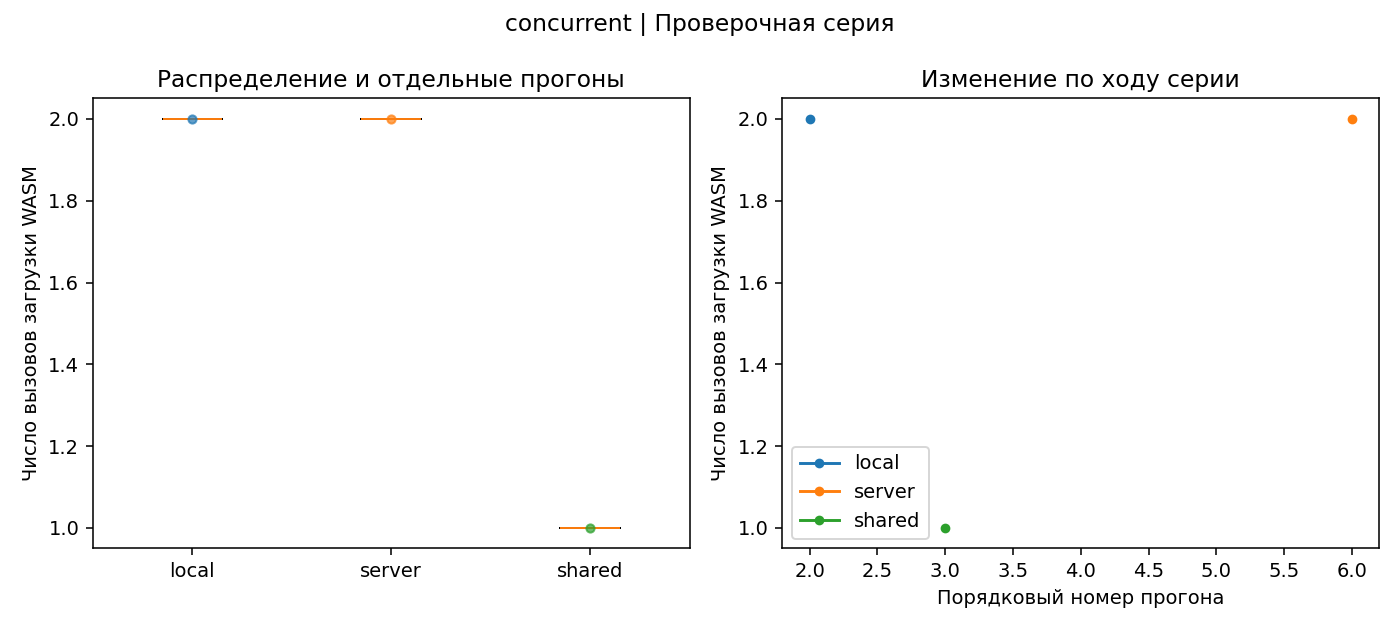 concurrent | Проверочная серия
Распределение и отдельные прогоны
Число вызовов загрузки WASM
2.0
1.8
1.6
1.4
1.2
1.0
local
server
shared
Изменение по ходу серии
Число вызовов загрузки WASM
2.0
1.8
1.6
1.4
1.2
1.0
local
server
shared
2.0 2.5 3.0 3.5 4.0 4.5 5.0 5.5 6.0
Порядковый номер прогона